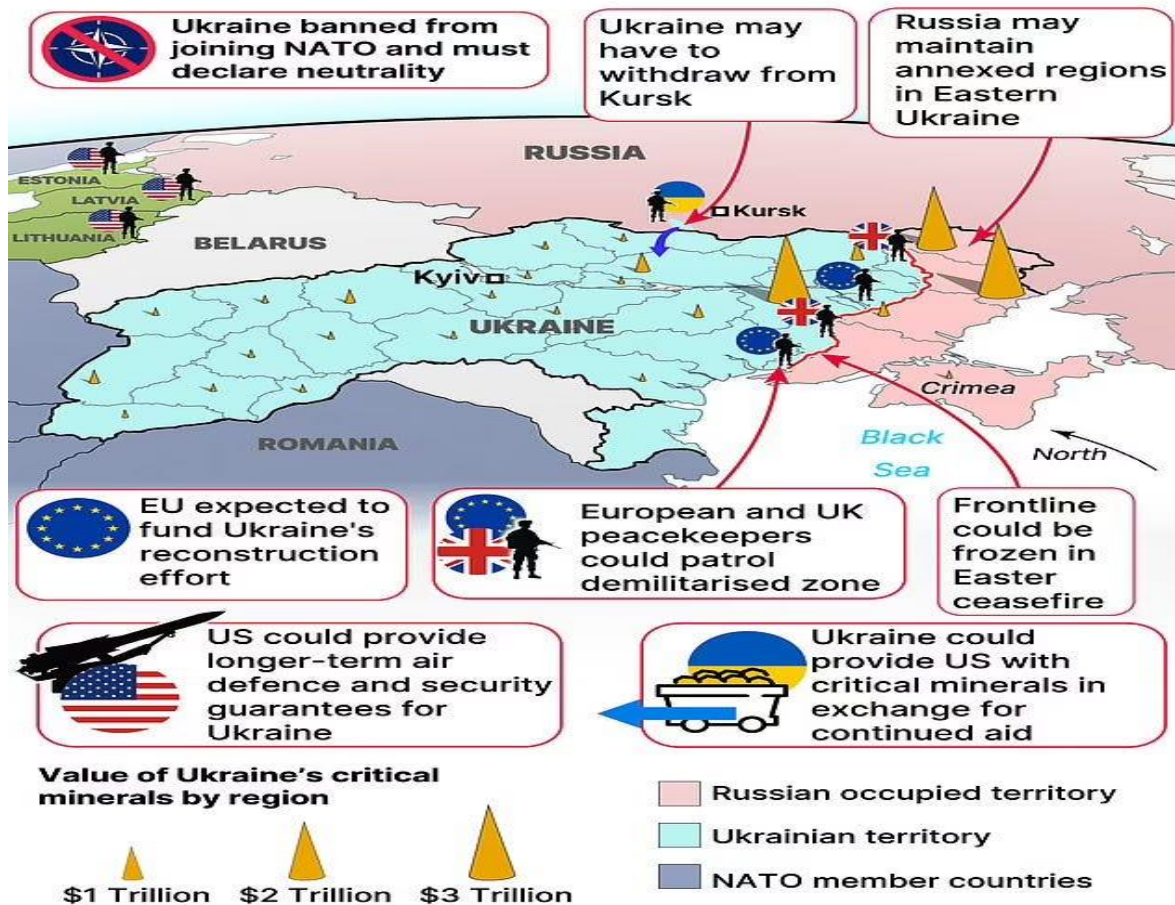 Ukraine banned from
joining NATO and must
declare neutrality
Ukraine may
have to
withdraw from
Kursk
Russia may
maintain
annexed regions
in Eastern
Ukraine
RUSSIA
ESTONIA
LATVIA
LITHUANIA
BELARUS
Kursk
Kyiv
UKRAINE
Crimea
ROMANIA
Black
Sea
North
EU expected to
fund Ukraine's
reconstruction
effort
European and UK
peacekeepers
could patrol
demilitarised zone
Frontline
could be
frozen in
Easter
ceasefire
US could provide
longer-term air
defence and security
guarantees for
Ukraine
Ukraine could
provide US with
critical minerals in
exchange for
continued aid
Value of Ukraine's critical
minerals by region
$1 Trillion
$2 Trillion
$3 Trillion
Russian occupied territory
Ukrainian territory
NATO member countries